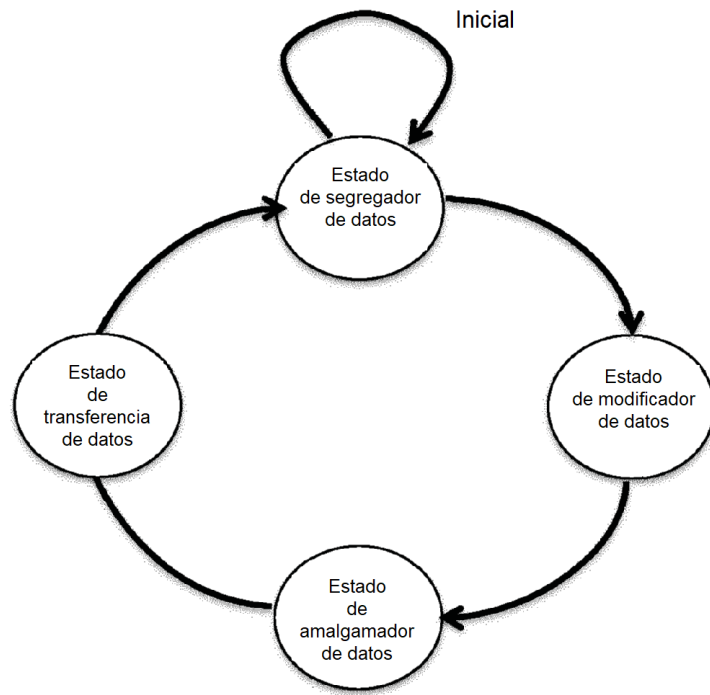 Inicial
Estado
de segregador
de datos
Estado
de
transferencia
de datos
Estado
de modificador
de datos
Estado
de
amalgamador
de datos